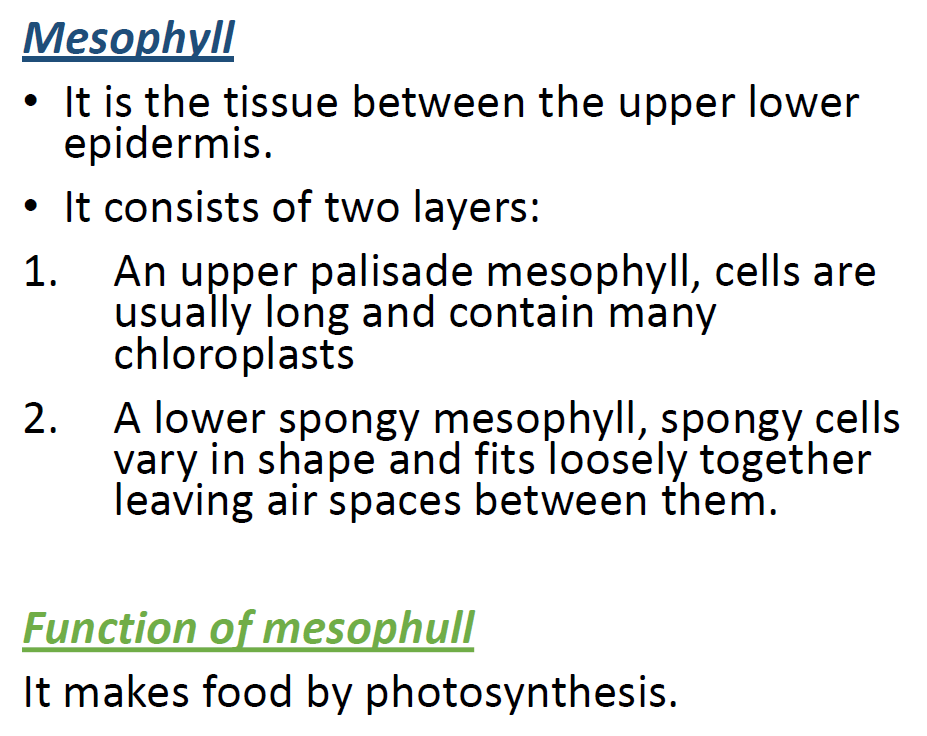 Mesophyll
• It is the tissue between the upper lower
epidermis.
• It consists of two layers:
1. An upper palisade mesophyll, cells are
usually long and contain many
chloroplasts
2. A lower spongy mesophyll, spongy cells
vary in shape and fits loosely together
leaving air spaces between them.
Function of mesophull
It makes food by photosynthesis.